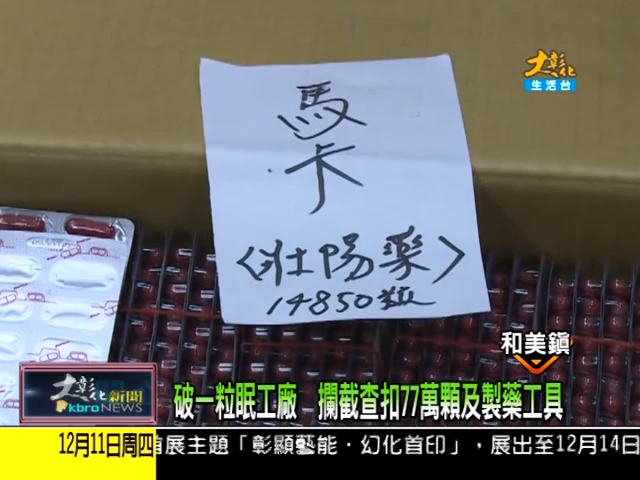 大彰化
生活台
馬
卡
〈壯陽藥〉
14850顆
和美鎮
大彰化新聞
kbro NEWS
破一粒眠工廠 攔截查扣77萬顆及製藥工具
12月11日周四
首展主題「彰顯藝能．幻化首印」，展出至12月14日